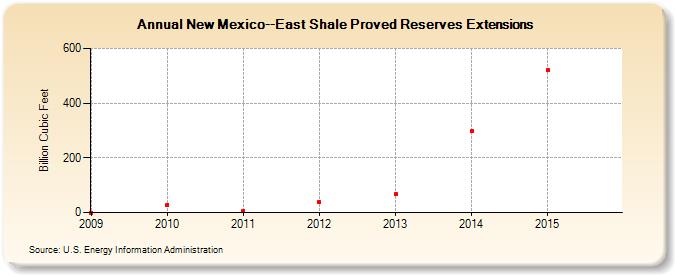 Annual New Mexico--East Shale Proved Reserves Extensions
Billion Cubic Feet
600
400
200
0
2009 2010 2011 2012 2013 2014 2015
Source: U.S. Energy Information Administration